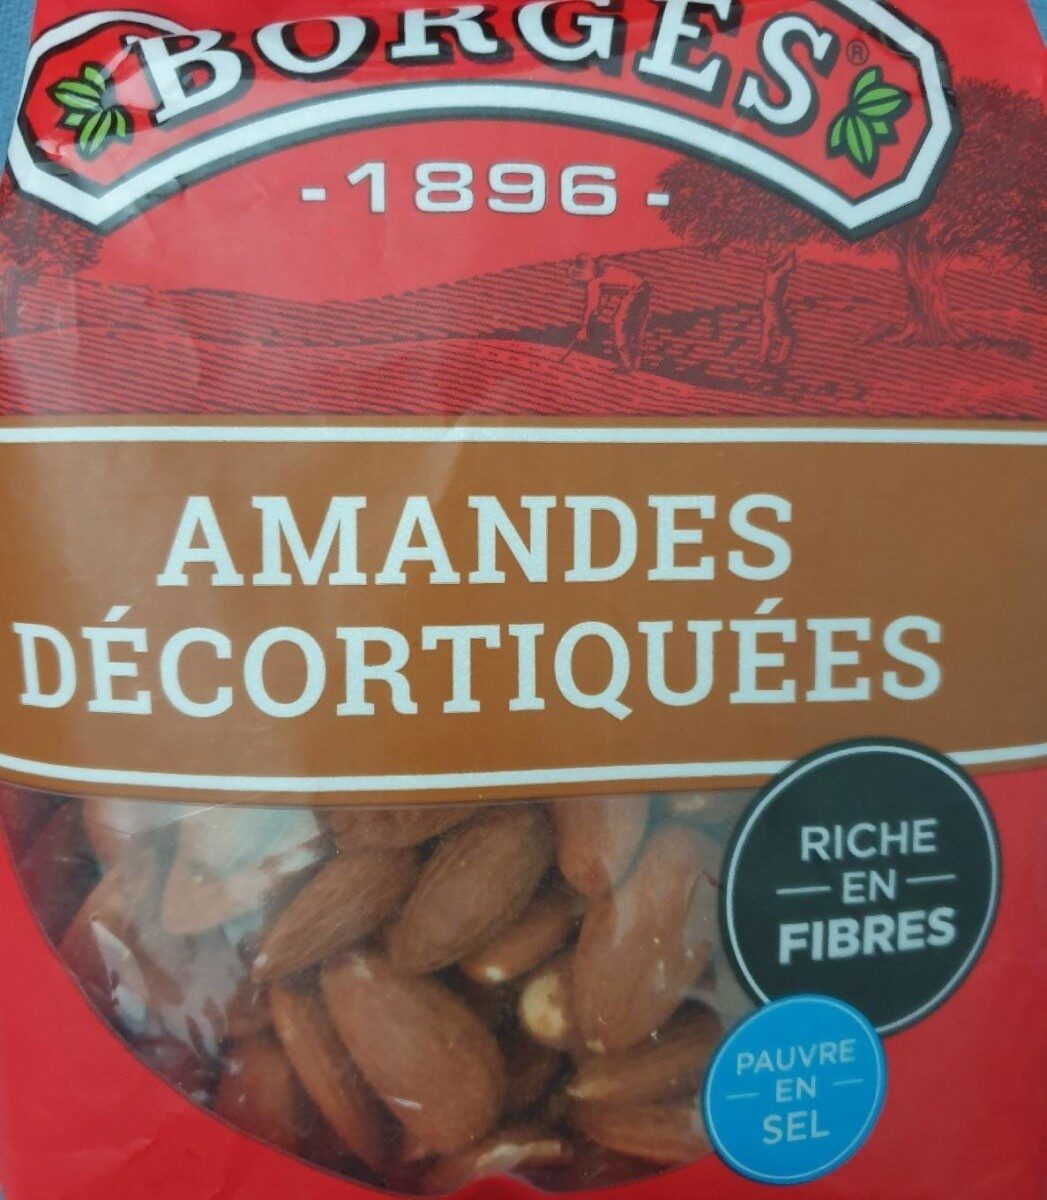 BORGES®
-1896-
AMANDES
DÉCORTIQUÉES
RICHE
EN
FIBRES
PAUVRE
EN
SEL